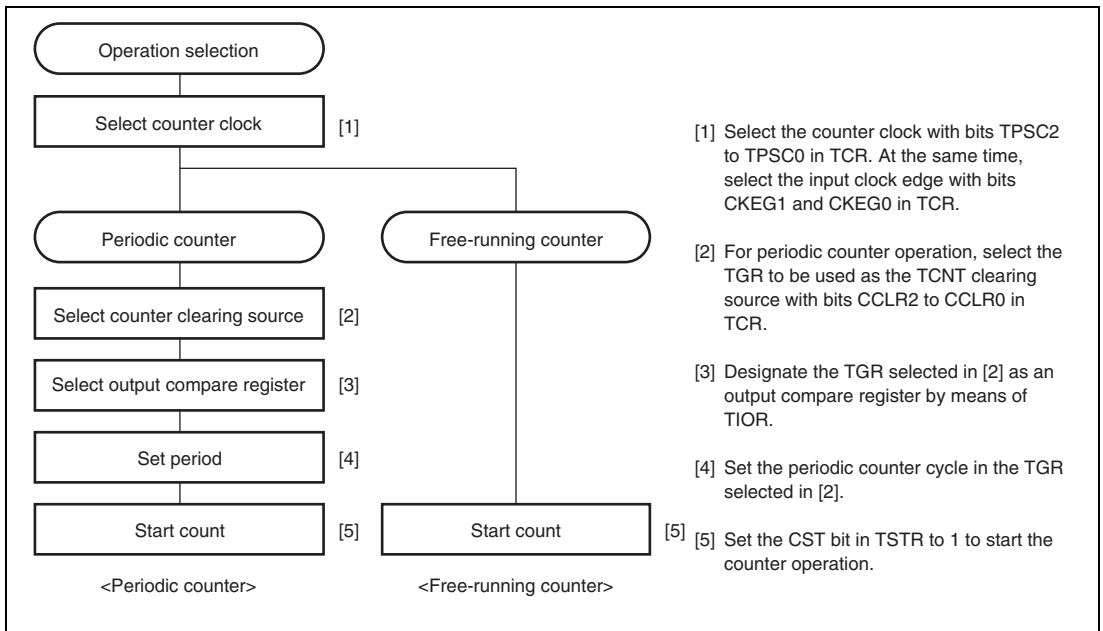 Operation selection
Select counter clock
[1]
Periodic counter
Free-running counter
Select counter clearing source
[2]
Select output compare register
[3]
Set period
[4]
Start count
[5]
Start count
[5]
<Periodic counter>
<Free-running counter>
[1] Select the counter clock with bits TPSC2
to TPSC0 in TCR. At the same time,
select the input clock edge with bits
CKEG1 and CKEG0 in TCR.
[2] For periodic counter operation, select the
TGR to be used as the TCNT clearing
source with bits CCLR2 to CCLR0 in
TCR.
[3] Designate the TGR selected in [2] as an
output compare register by means of
TIOR.
[4] Set the periodic counter cycle in the TGR
selected in [2].
[5] Set the CST bit in TSTR to 1 to start the
counter operation.